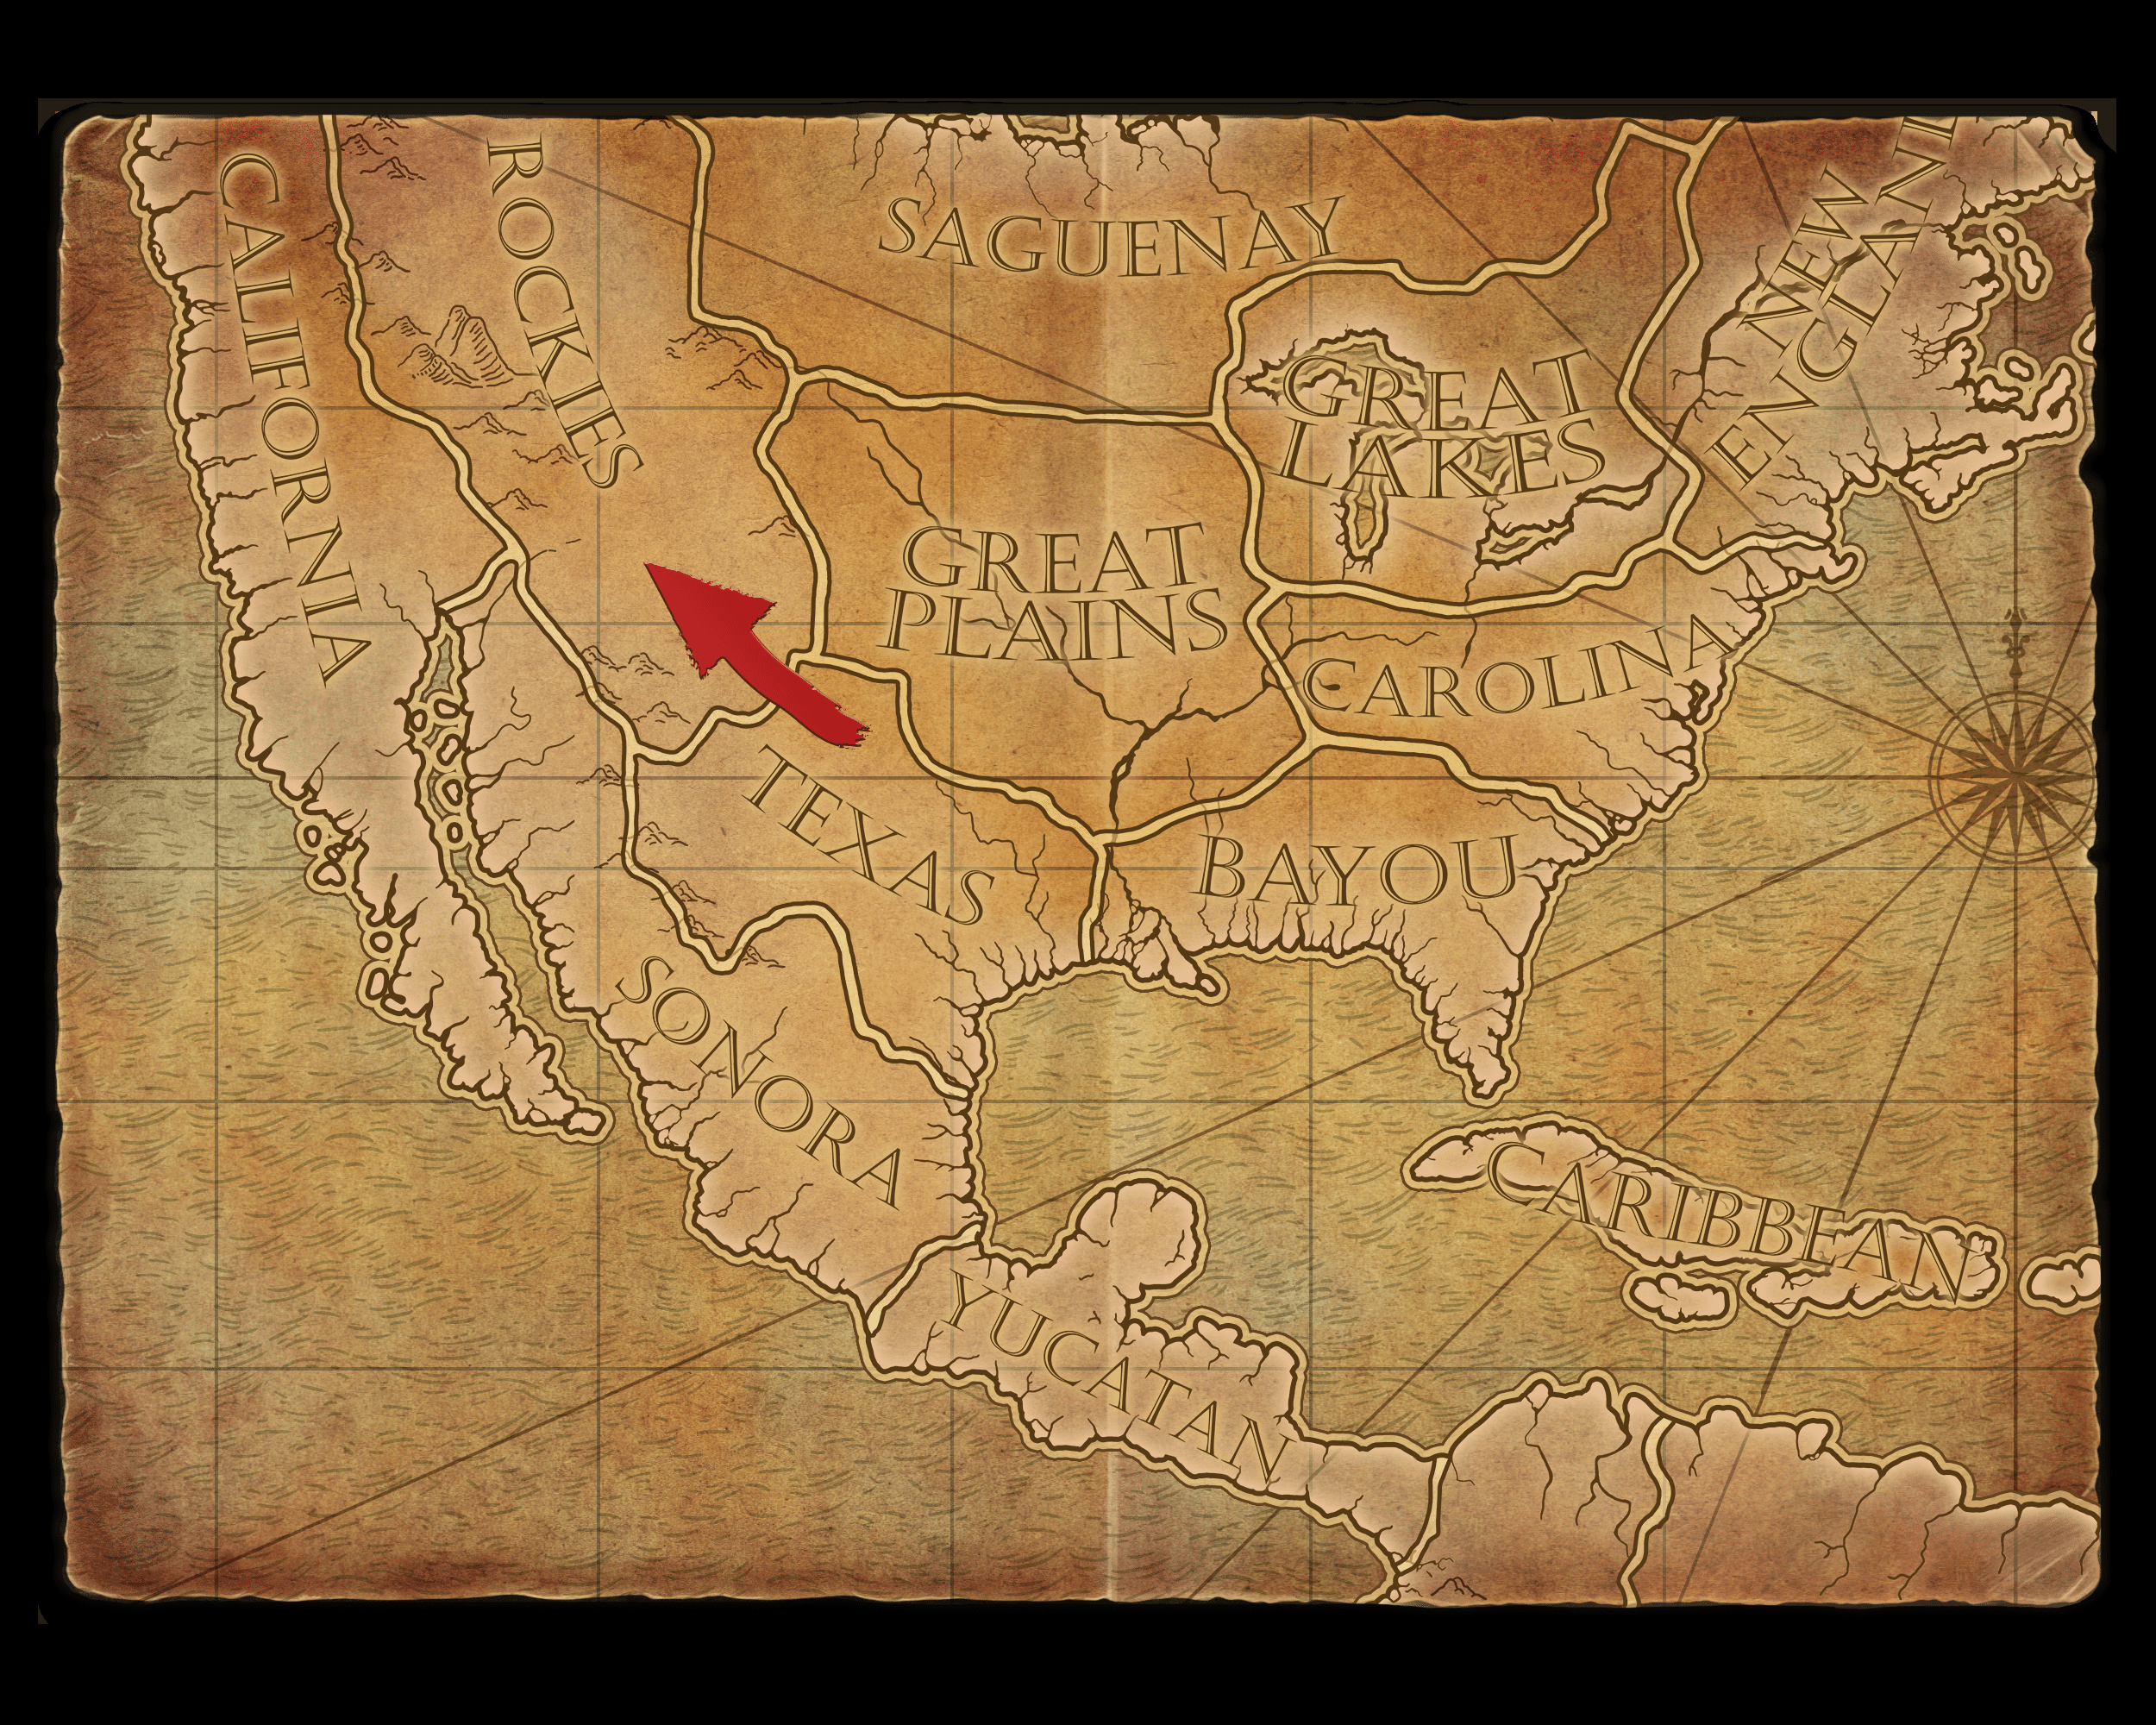 CALIFORNIA
ROCKIES
SAGUENAY
NEW
ENGLAND
GREAT
LAKES
GREAT
PLAINS
CAROLINA
TEXAS
BAYOU
SONORA
CARIBBEAN
YUCATAN